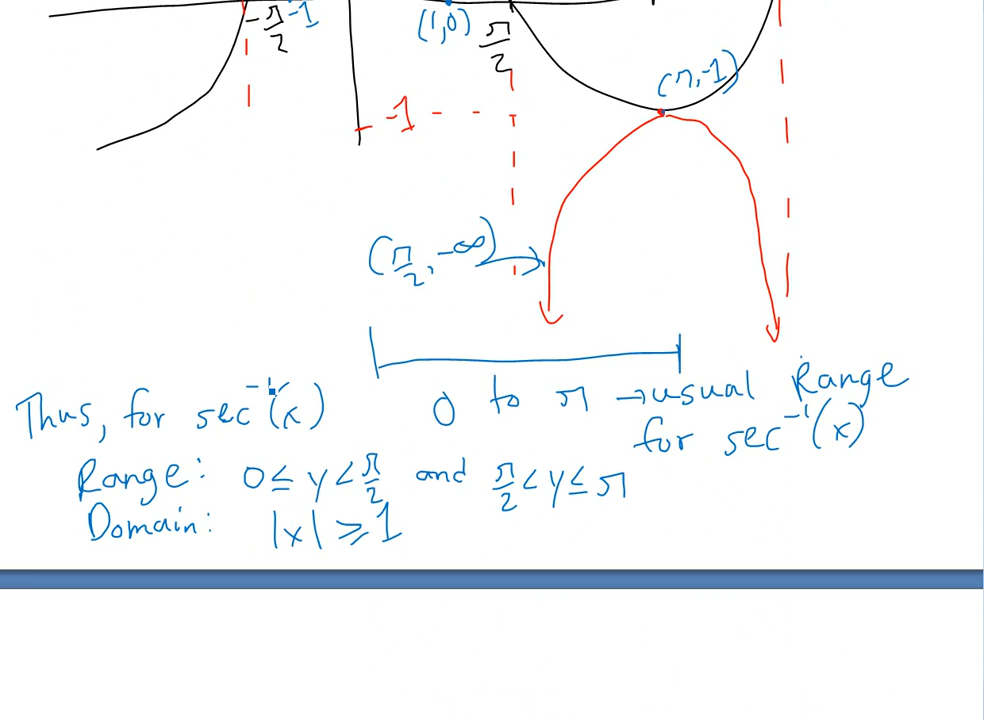 -π/2 -1 (1,0) π/2
(π,-1)
-1
(π/2, -∞)
Thus, for sec⁻¹(x) 0 to π → usual Range
for sec⁻¹(x)
Range: 0 ≤ y < π/2 and π/2 < y ≤ π
Domain: |x| ≥ 1